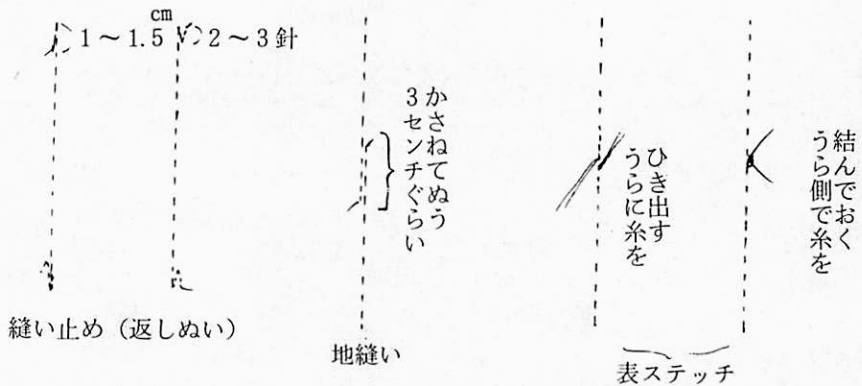 cm
1～1.5
2～3針
縫い止め（返しぬい）
かさねてぬう
3センチぐらい
地縫い
うらに糸を
ひき出す
うら側で糸を
結んでおく
表ステッチ